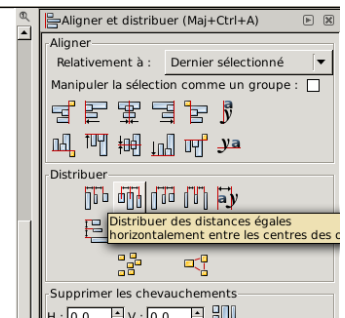 Aligner et distribuer (Maj+Ctrl+A)
Aligner
Relativement à : Dernier sélectionné
Manipuler la sélection comme un groupe :
Distribuer
Distribuer des distances égales
horizontalement entre les centres des
Supprimer les chevauchements
H : 0,0 V : 0,0